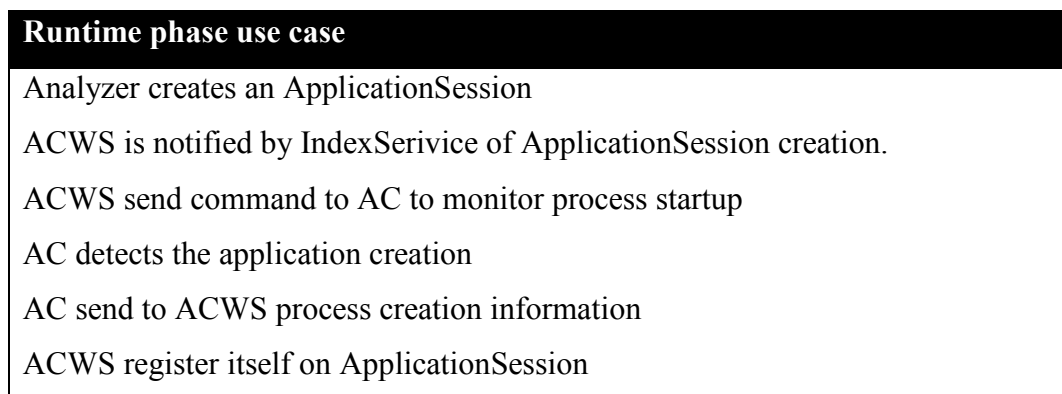 Runtime phase use case
Analyzer creates an ApplicationSession
ACWS is notified by IndexSerivice of ApplicationSession creation.
ACWS send command to AC to monitor process startup
AC detects the application creation
AC send to ACWS process creation information
ACWS register itself on ApplicationSession